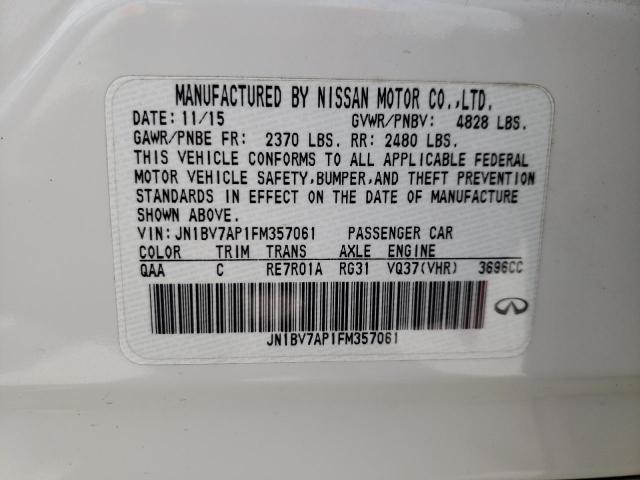 MANUFACTURED BY NISSAN MOTOR CO.,LTD.
DATE: 11/15 GVWR/PNBV: 4828 LBS.
GAWR/PNBE FR: 2370 LBS. RR: 2480 LBS.
THIS VEHICLE CONFORMS TO ALL APPLICABLE FEDERAL
MOTOR VEHICLE SAFETY,BUMPER,AND THEFT PREVENTION
STANDARDS IN EFFECT ON THE DATE OF MANUFACTURE
SHOWN ABOVE.
VIN: JN1BV7AP1FM357061 PASSENGER CAR
COLOR TRIM TRANS AXLE ENGINE
QAA C RE7R01A RG31 VQ37(VHR) 3696CC
JN1BV7AP1FM357061